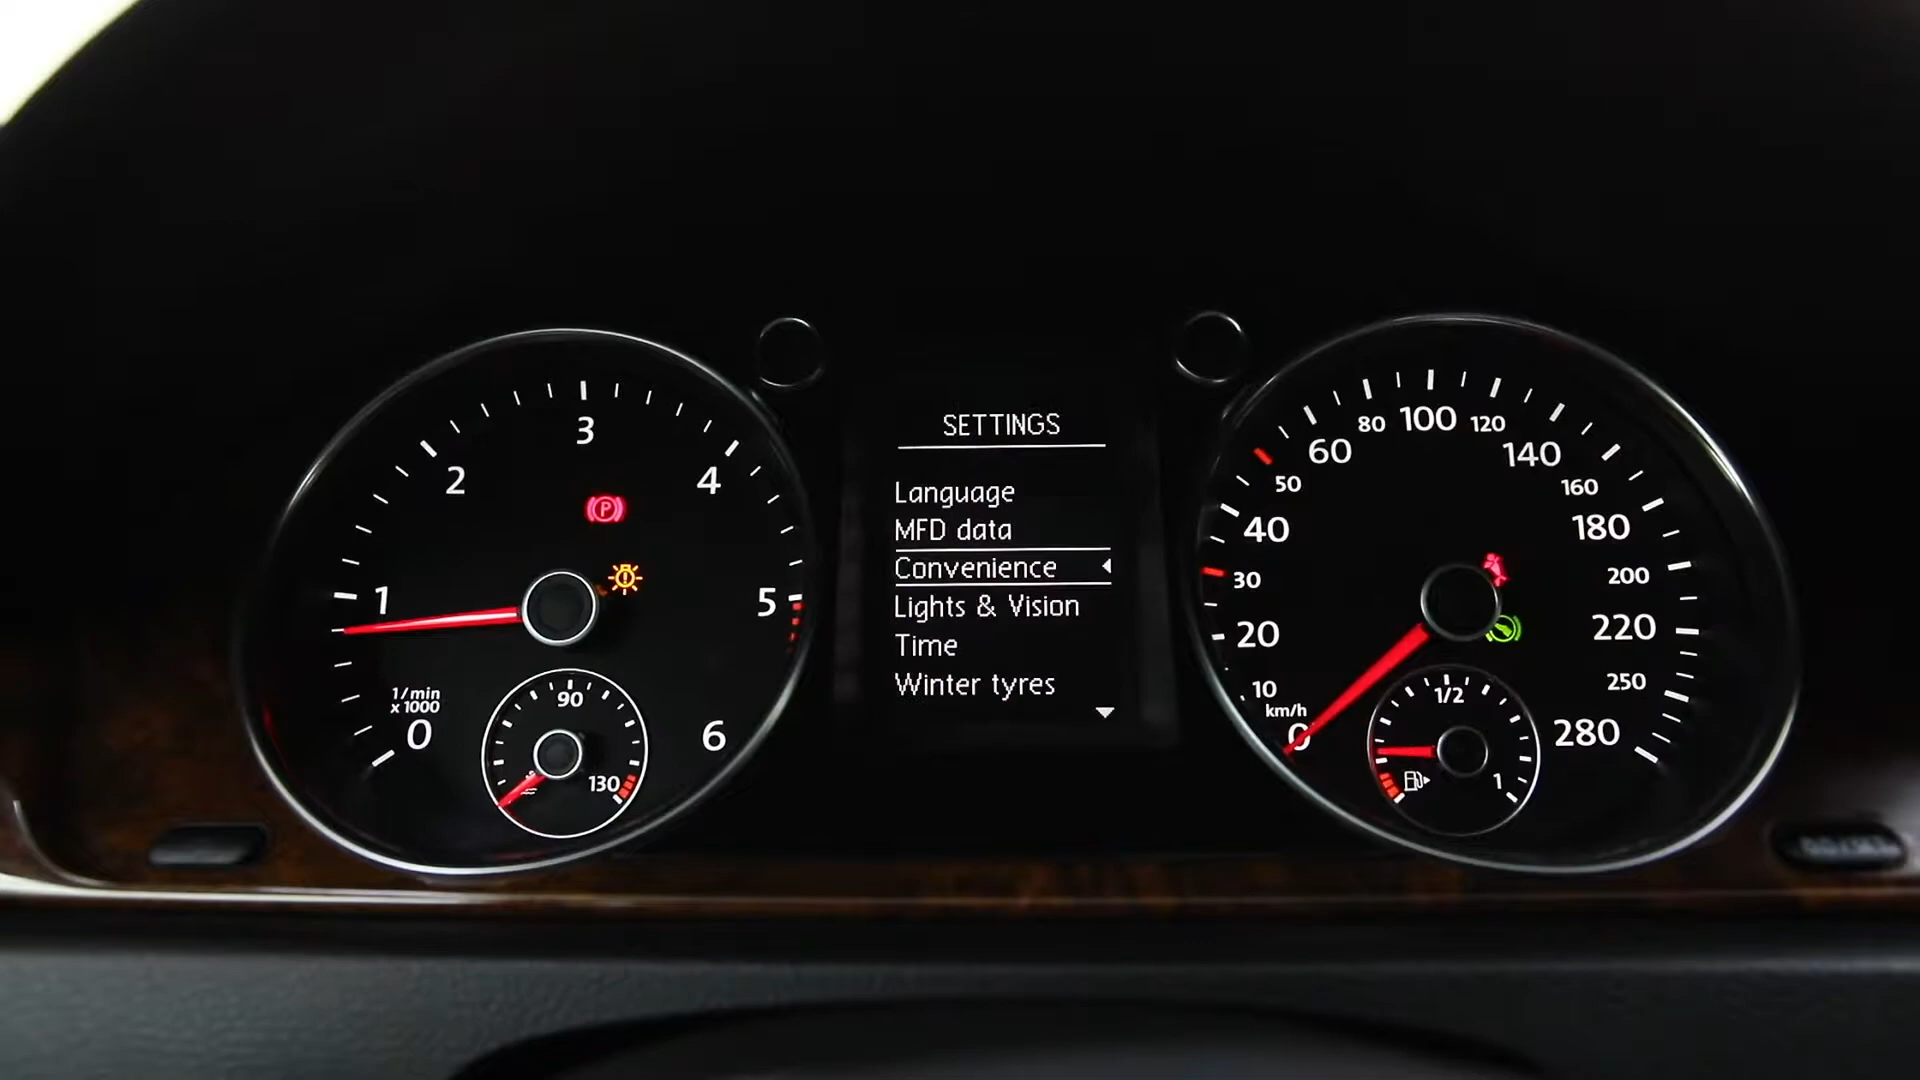 1
2
3
4
5
6
1/min
x 1000
0
P
90
130
SETTINGS
Language
MFD data
Convenience
Lights & Vision
Time
Winter tyres
0
10
20
30
40
50
60
80
100
120
140
160
180
200
220
250
280
km/h
1/2
1